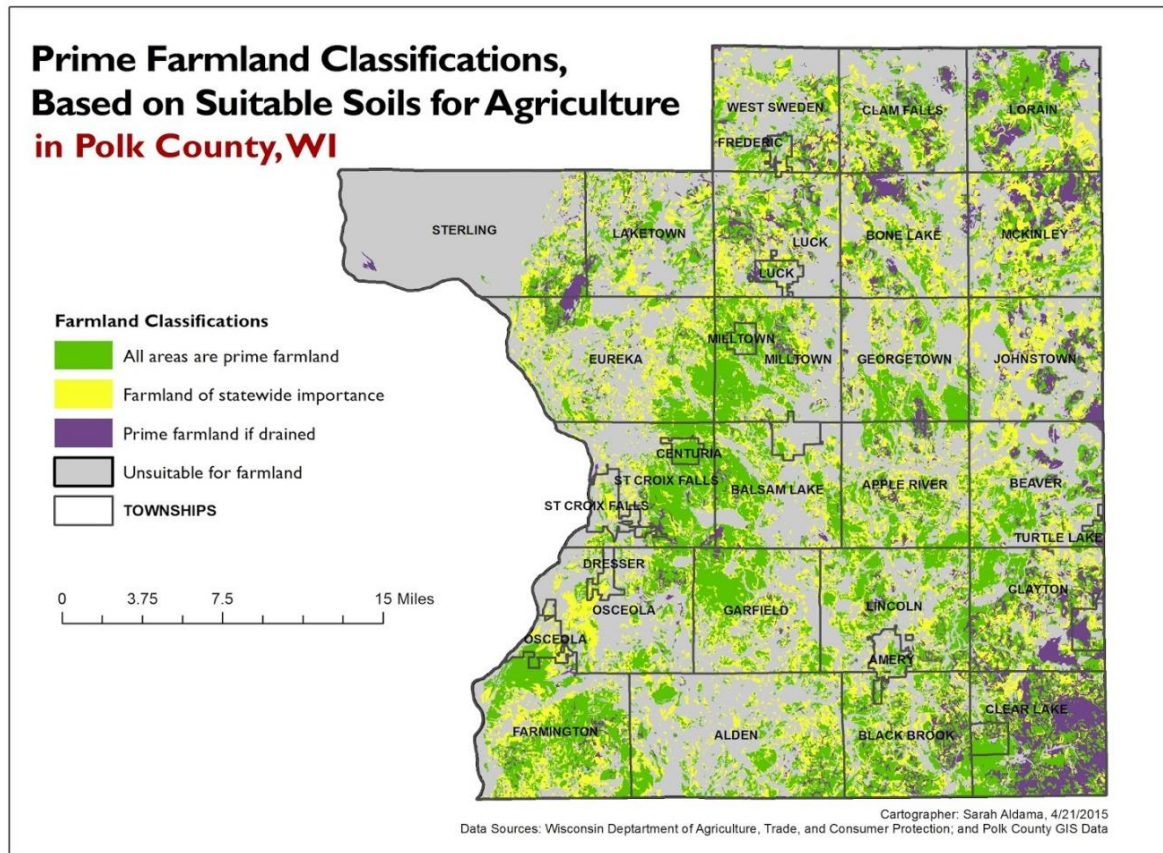 Prime Farmland Classifications,
Based on Suitable Soils for Agriculture
in Polk County, WI
WEST SWEDEN
CLAM FALLS
LORAIN
FREDERIC
STERLING
LAKETOWN
LUCK
BONE LAKE
MCKINLEY
LUCK
MILLTOWN
EUREKA
MILLTOWN
GEORGETOWN
JOHNSTOWN
CENTURIA
ST CROIX FALLS
BALSAM LAKE
APPLE RIVER
BEAVER
ST CROIX FALLS
TURTLE LAKE
DRESSER
OSCEOLA
GARFIELD
LINCOLN
CLAYTON
OSCEOLA
AMERY
FARMINGTON
ALDEN
BLACK BROOK
CLEAR LAKE
Farmland Classifications
All areas are prime farmland
Farmland of statewide importance
Prime farmland if drained
Unsuitable for farmland
TOWNSHIPS
0 3.75 7.5 15 Miles
Cartographer: Sarah Aldama, 4/21/2015
Data Sources: Wisconsin Deptartment of Agriculture, Trade, and Consumer Protection; and Polk County GIS Data